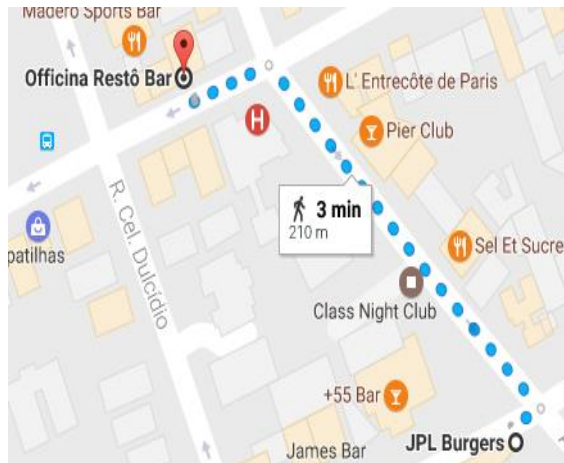 Madero Sports Bar
Officina Restô Bar
L' Entrecôte de Paris
H
Pier Club
3 min
210 m
patilhas
R. Cel. Dulcídio
Sel Et Sucre
Class Night Club
+55 Bar
James Bar
JPL Burgers